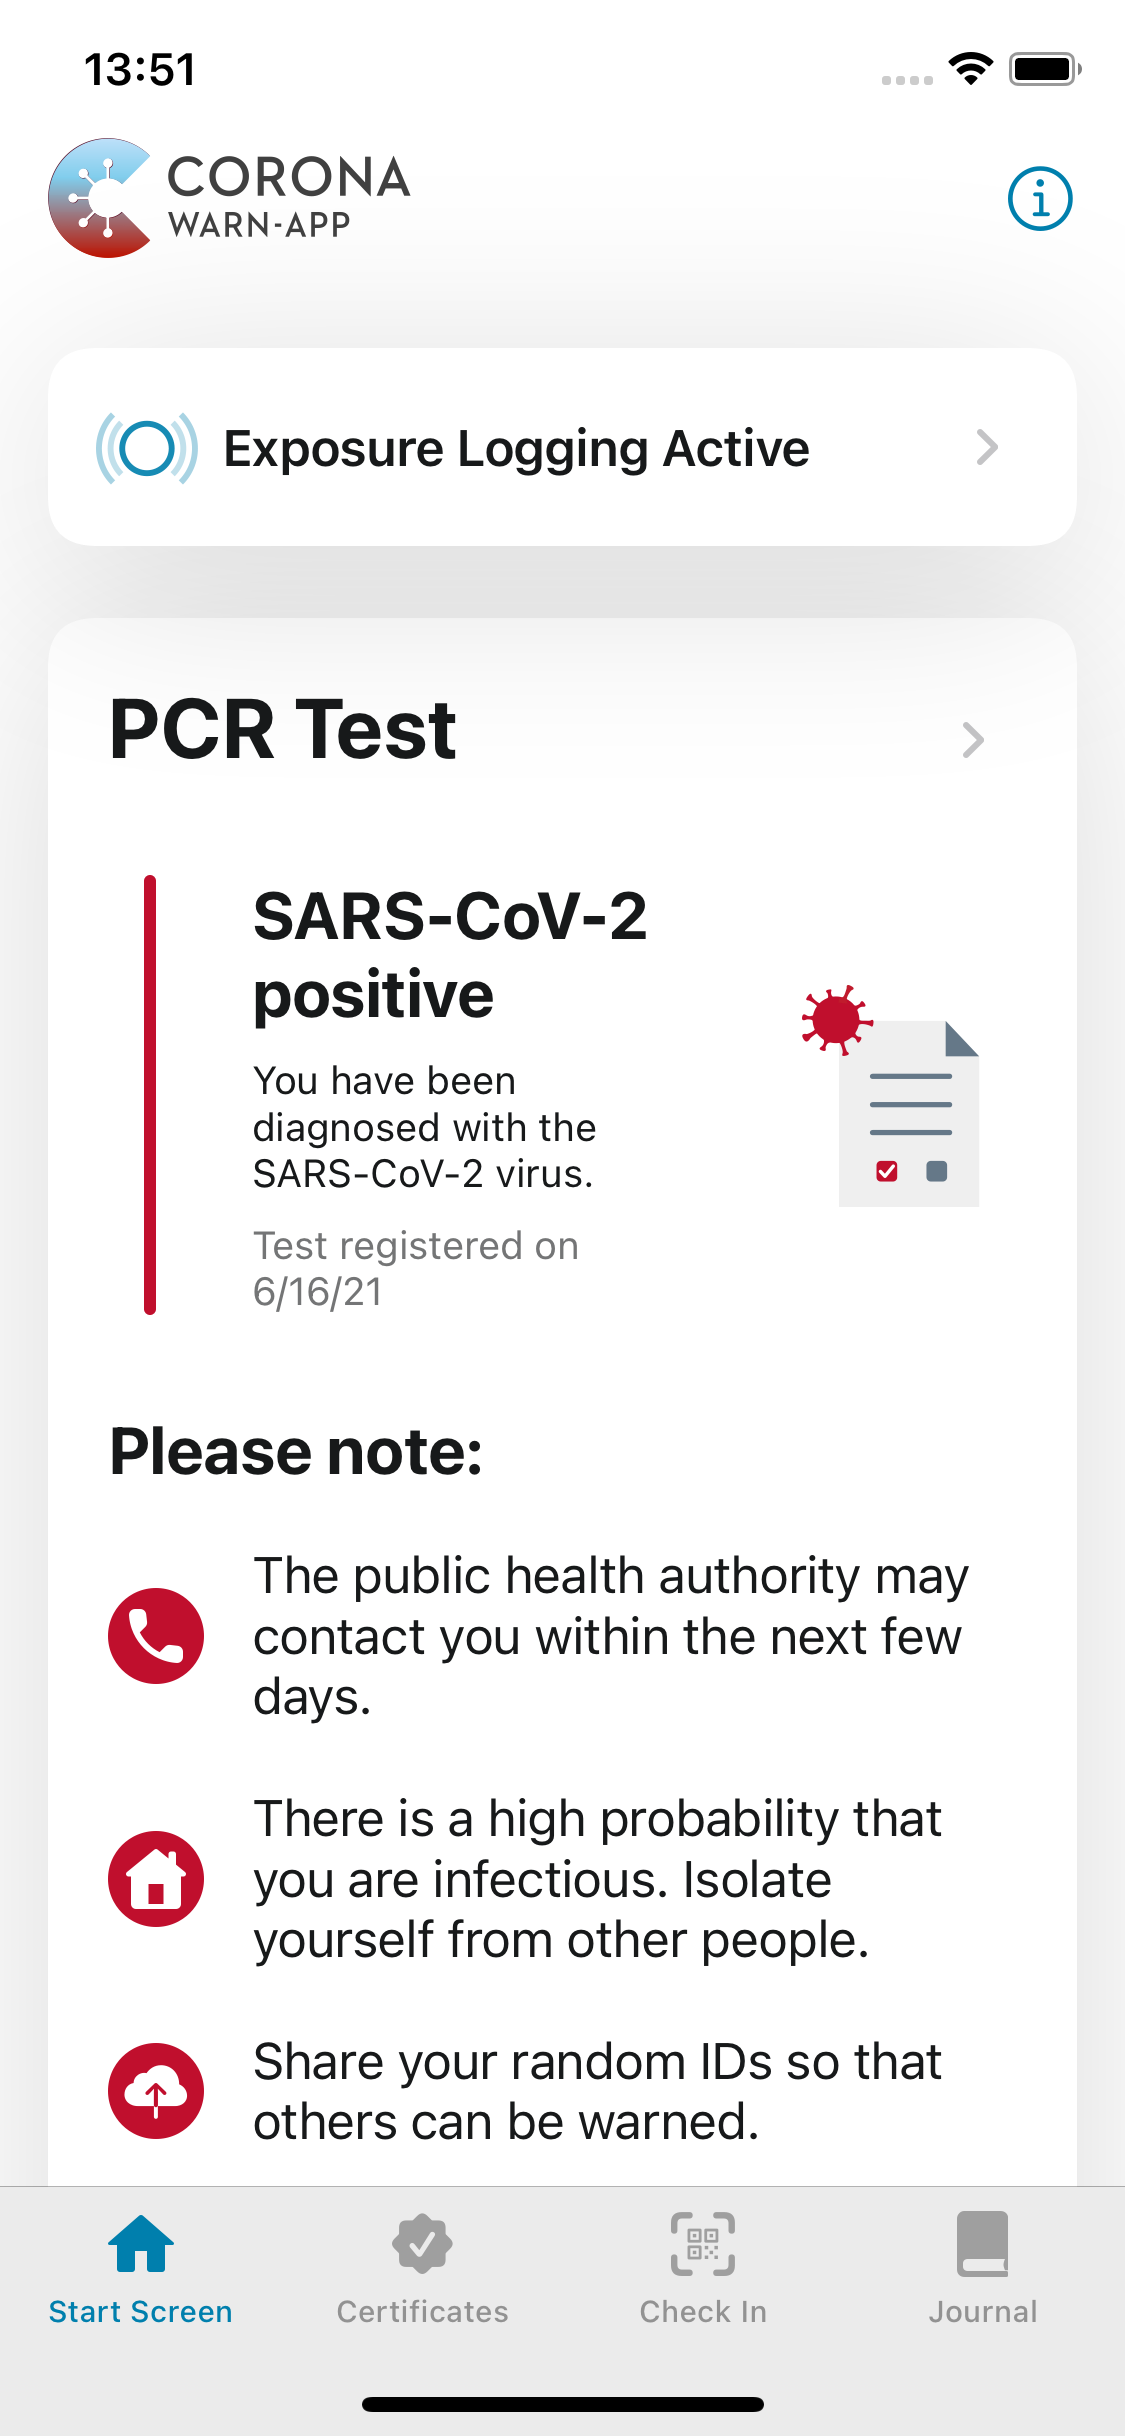 13:51
CORONA
WARN-APP
Exposure Logging Active
PCR Test
SARS-CoV-2
positive
You have been
diagnosed with the
SARS-CoV-2 virus.
Test registered on
6/16/21
Please note:
The public health authority may
contact you within the next few
days.
There is a high probability that
you are infectious. Isolate
yourself from other people.
Share your random IDs so that
others can be warned.
Start Screen
Certificates
Check In
Journal